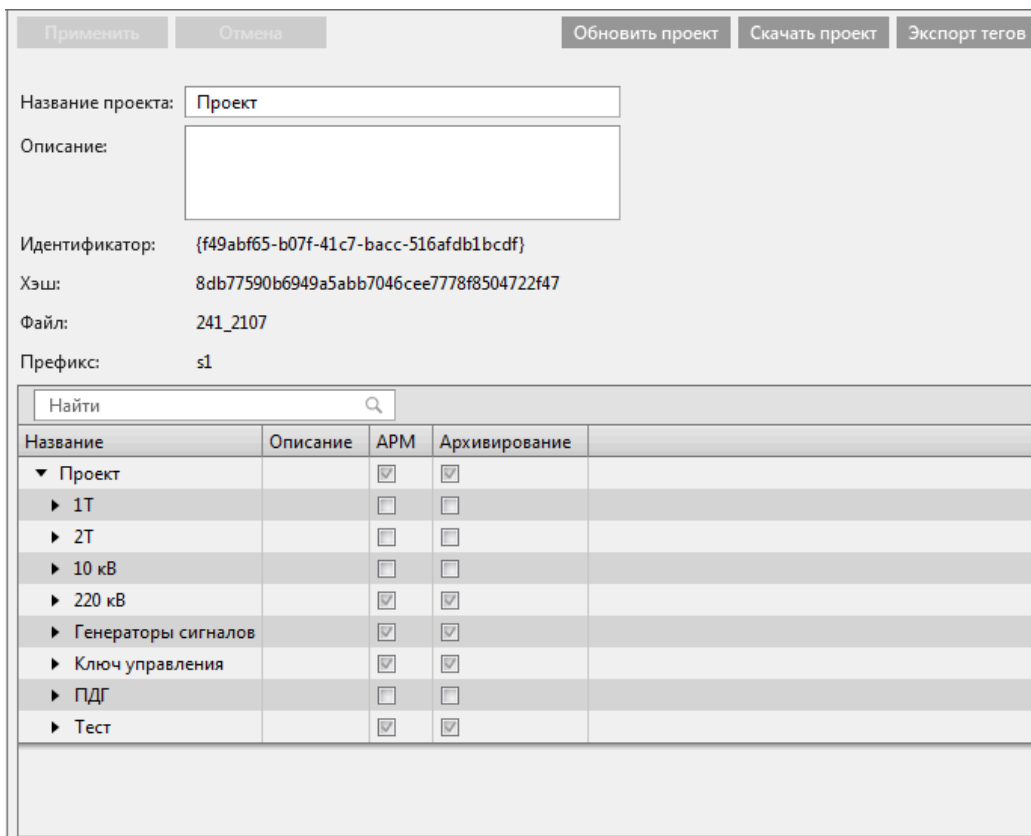 Применить Отмена Обновить проект Скачать проект Экспорт тегов
Название проекта: Проект
Описание:
Идентификатор: {f49abf65-b07f-41c7-bacc-516afdb1bcdf}
Хэш: 8db77590b6949a5abb7046cee7778f8504722f47
Файл: 241_2107
Префикс: s1
Найти
Название Описание АРМ Архивирование
Проект
1Т
2Т
10 кВ
220 кВ
Генераторы сигналов
Ключ управления
ПДГ
Тест